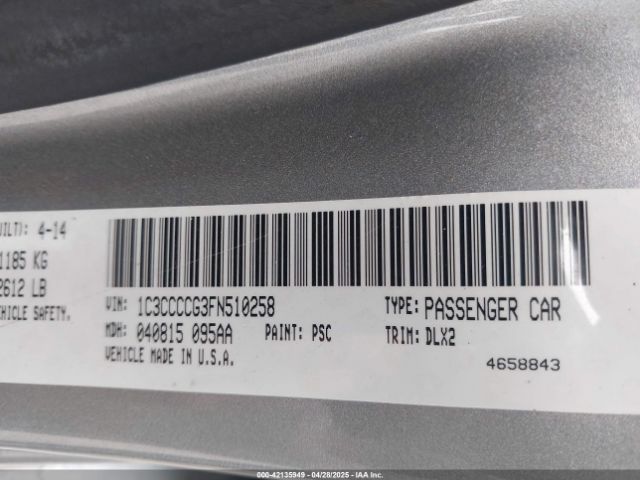 UILT): 4-14
1185 KG
2612 LB
EHICLE SAFETY.
VIN: 1C3CCCCG3FN510258
TYPE: PASSENGER CAR
MDH: 040815 095AA PAINT: PSC
TRIM: DLX2
VEHICLE MADE IN U.S.A.
4658843
000-42135949 | 04/28/2025 - IAA Inc.